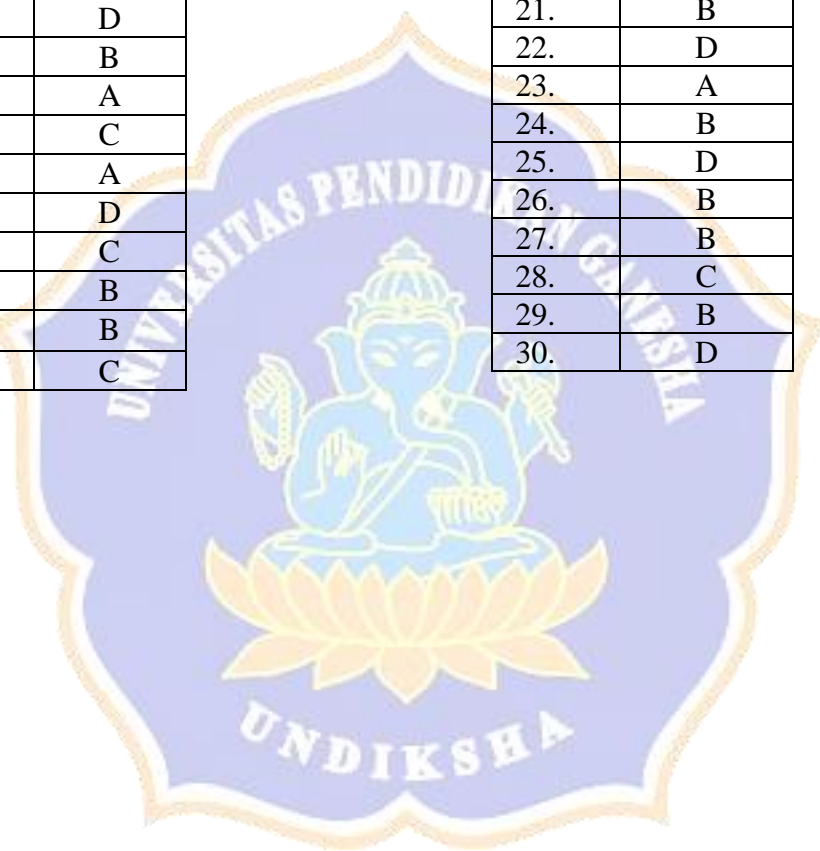 D
B
A
C
A
D
C
B
B
C
21. B
22. D
23. A
24. B
25. D
26. B
27. B
28. C
29. B
30. D
UNIVERSITAS PENDIDIKAN GANESHA
UNDIKSHA